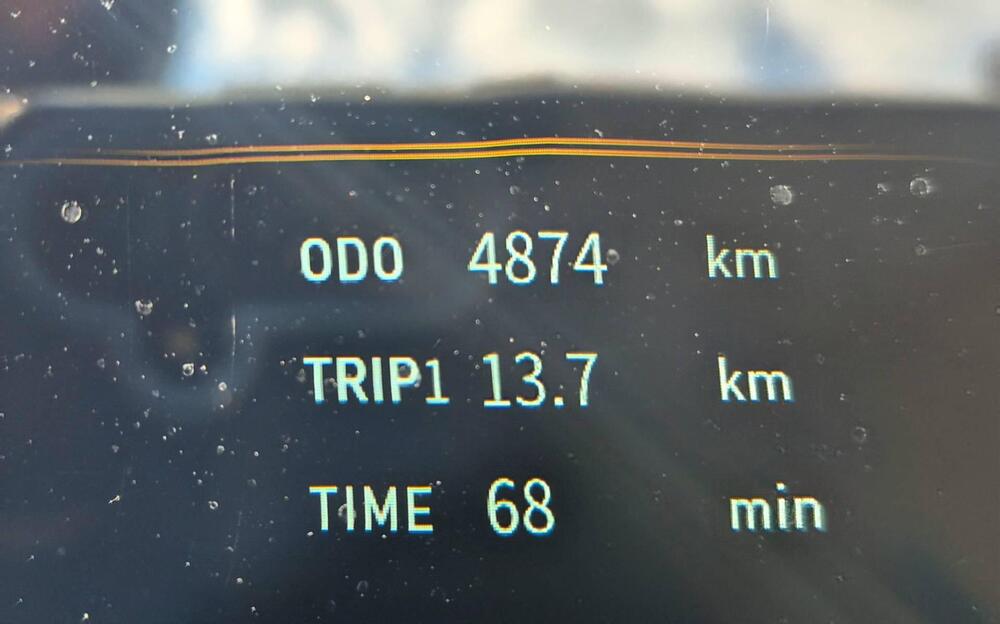 ODO 4874 km
TRIP1 13.7 km
TIME 68 min